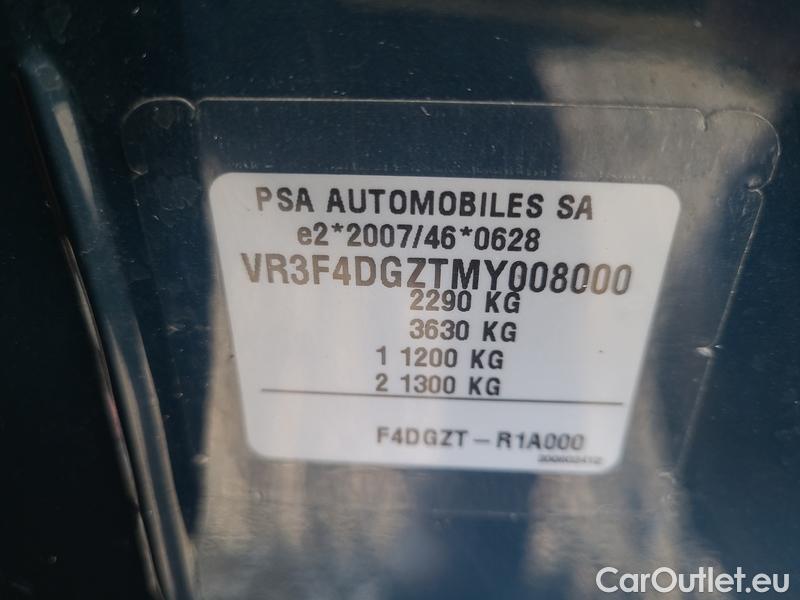 PSA AUTOMOBILES SA
e2*2007/46*0628
VR3F4DGZTMY008000
2290 KG
3630 KG
1 1200 KG
2 1300 KG
F4DGZT - R1A000
CarOutlet.eu